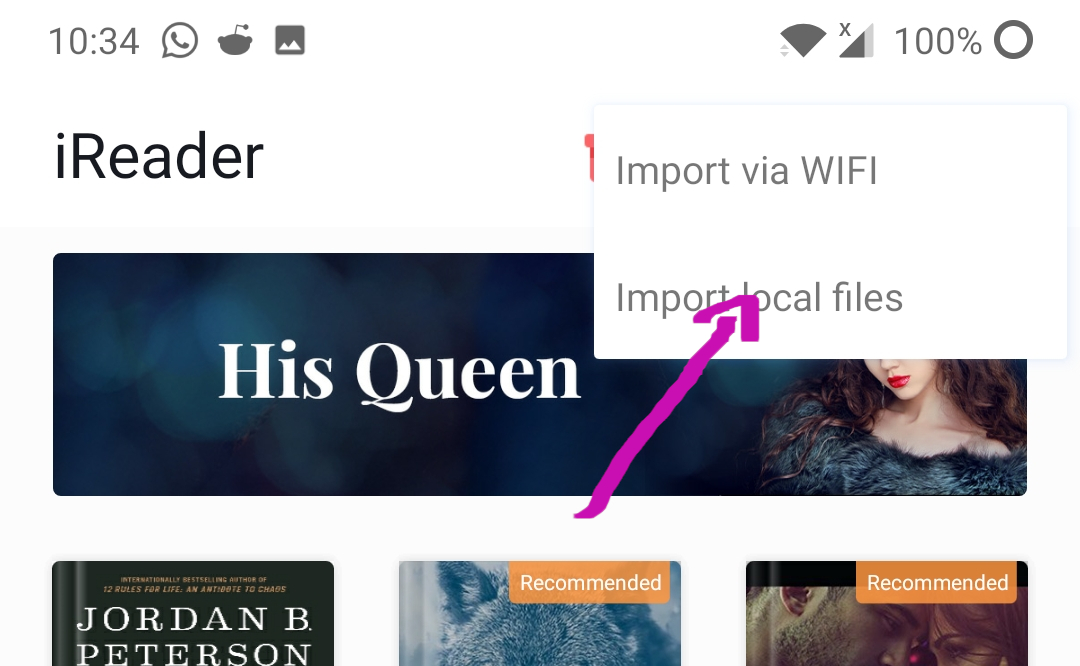 10:34
x
100%
iReader
Import via WIFI
Import local files
His Queen
INTERNATIONALLY BESTSELLING AUTHOR OF
12 RULES FOR LIFE: AN ANTIDOTE TO CHAOS
JORDAN B.
PETERSON
Recommended
Recommended